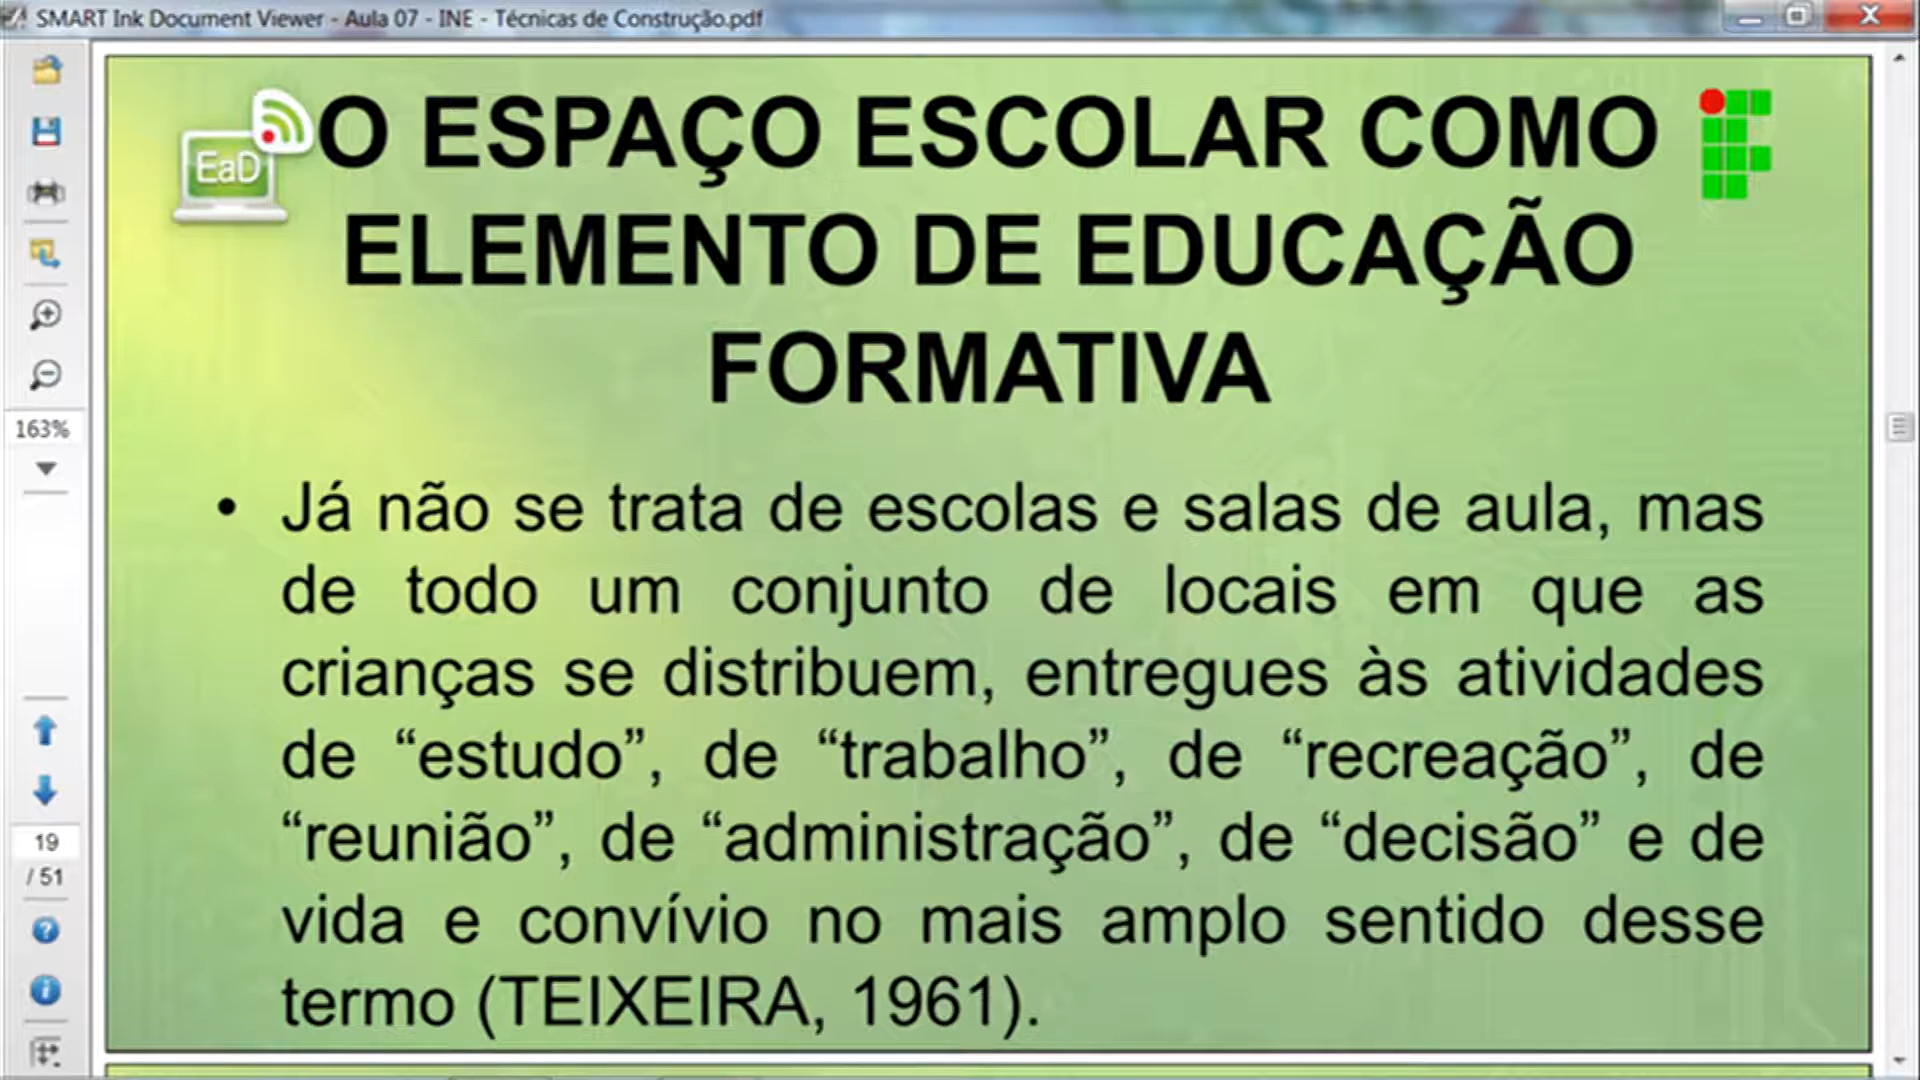 SMART Ink Document Viewer - Aula 07 - INE - Técnicas de Construção.pdf
EaD
O ESPAÇO ESCOLAR COMO
ELEMENTO DE EDUCAÇÃO
FORMATIVA
163%
• Já não se trata de escolas e salas de aula, mas
de todo um conjunto de locais em que as
crianças se distribuem, entregues às atividades
de “estudo”, de “trabalho”, de “recreação”, de
“reunião”, de “administração”, de “decisão” e de
vida e convívio no mais amplo sentido desse
termo (TEIXEIRA, 1961).
19
/ 51